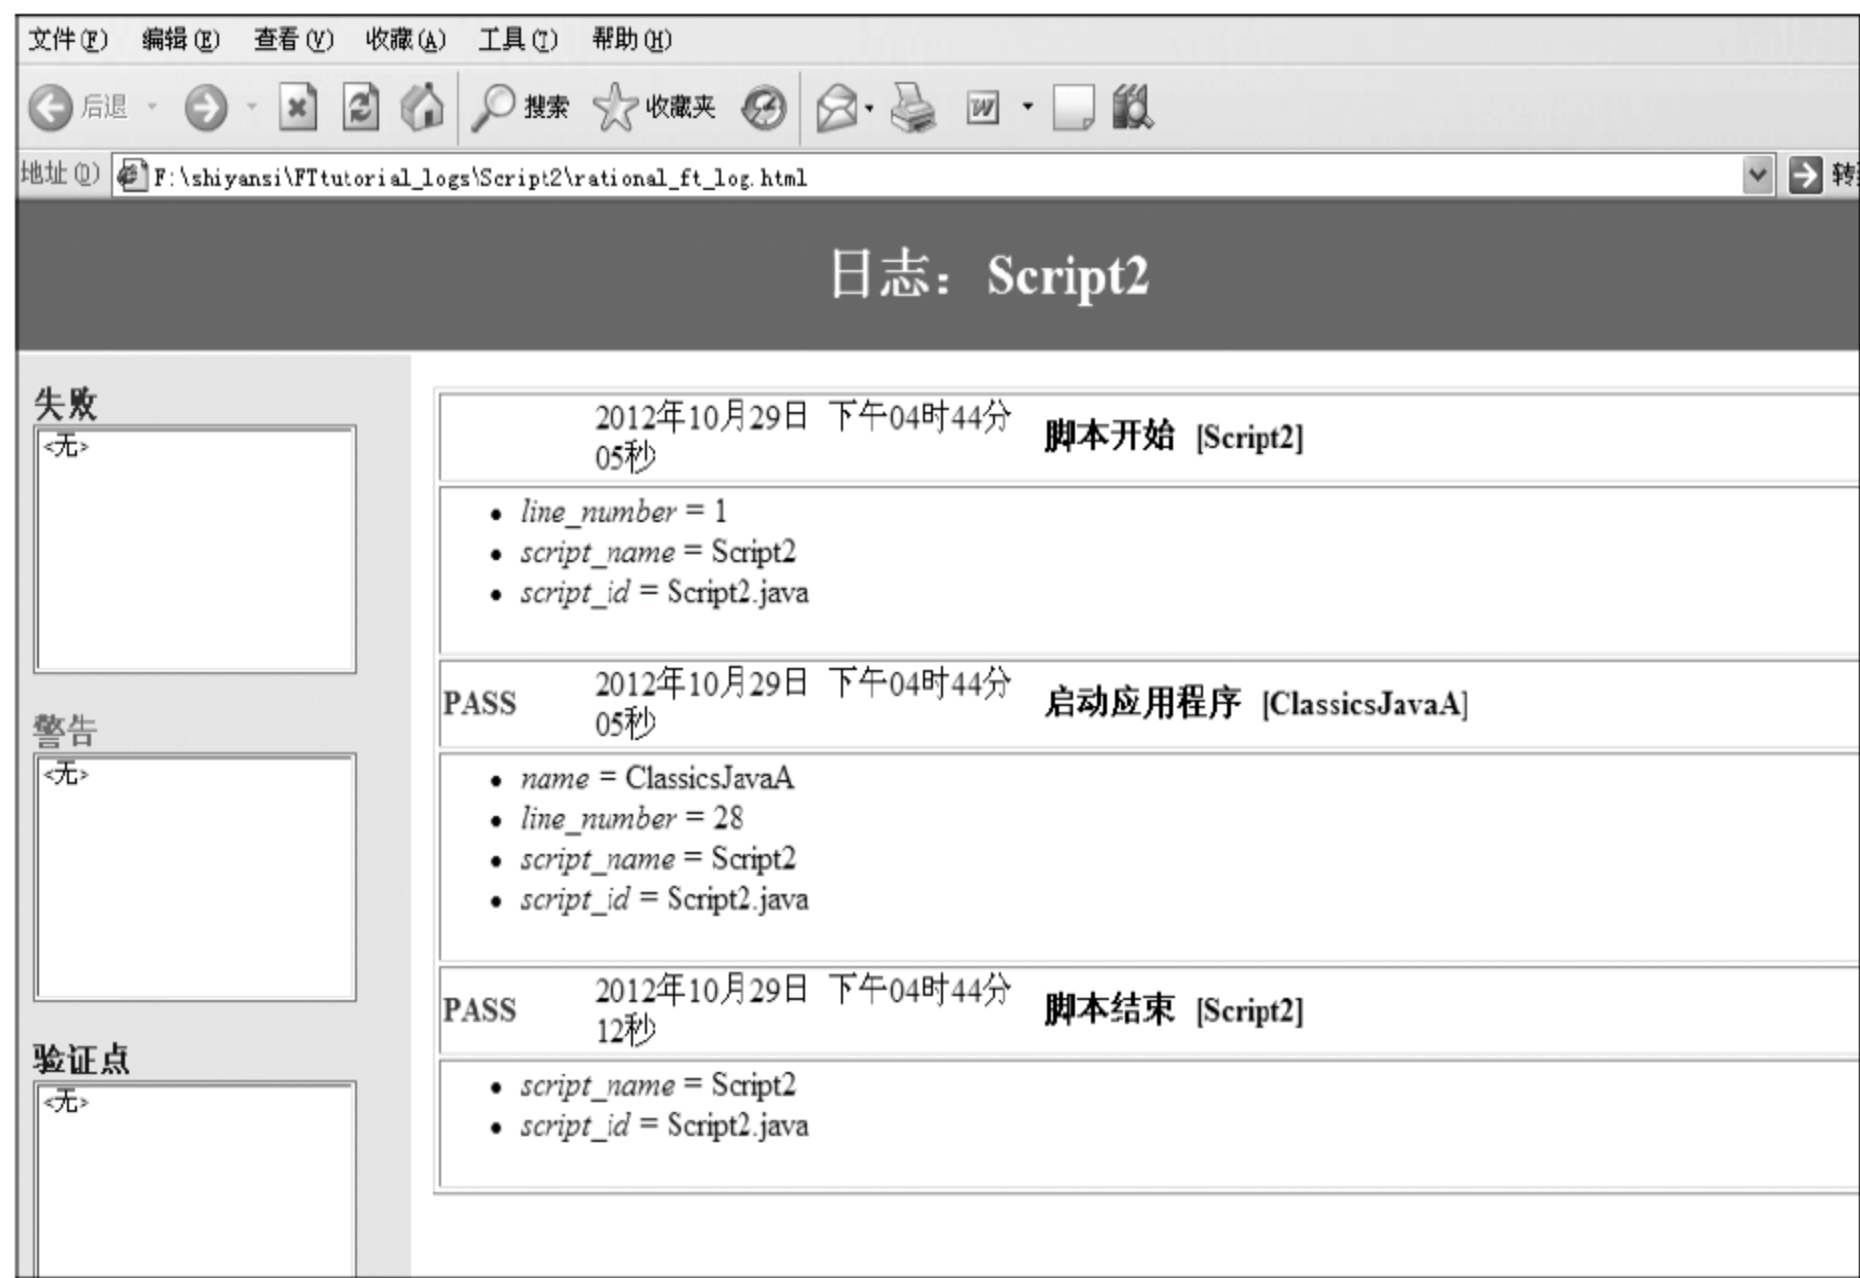 文件(F) 编辑(E) 查看(V) 收藏(A) 工具(T) 帮助(H)
后退 搜索 收藏夹
地址(D) F:\shiyansi\FTtutorial_logs\Script2\rational_ft_log.html
日志：Script2
失败
<无>
警告
<无>
验证点
<无>
2012年10月29日 下午04时44分
05秒
脚本开始 [Script2]
• line_number = 1
• script_name = Script2
• script_id = Script2.java
PASS
2012年10月29日 下午04时44分
05秒
启动应用程序 [ClassicsJavaA]
• name = ClassicsJavaA
• line_number = 28
• script_name = Script2
• script_id = Script2.java
PASS
2012年10月29日 下午04时44分
12秒
脚本结束 [Script2]
• script_name = Script2
• script_id = Script2.java